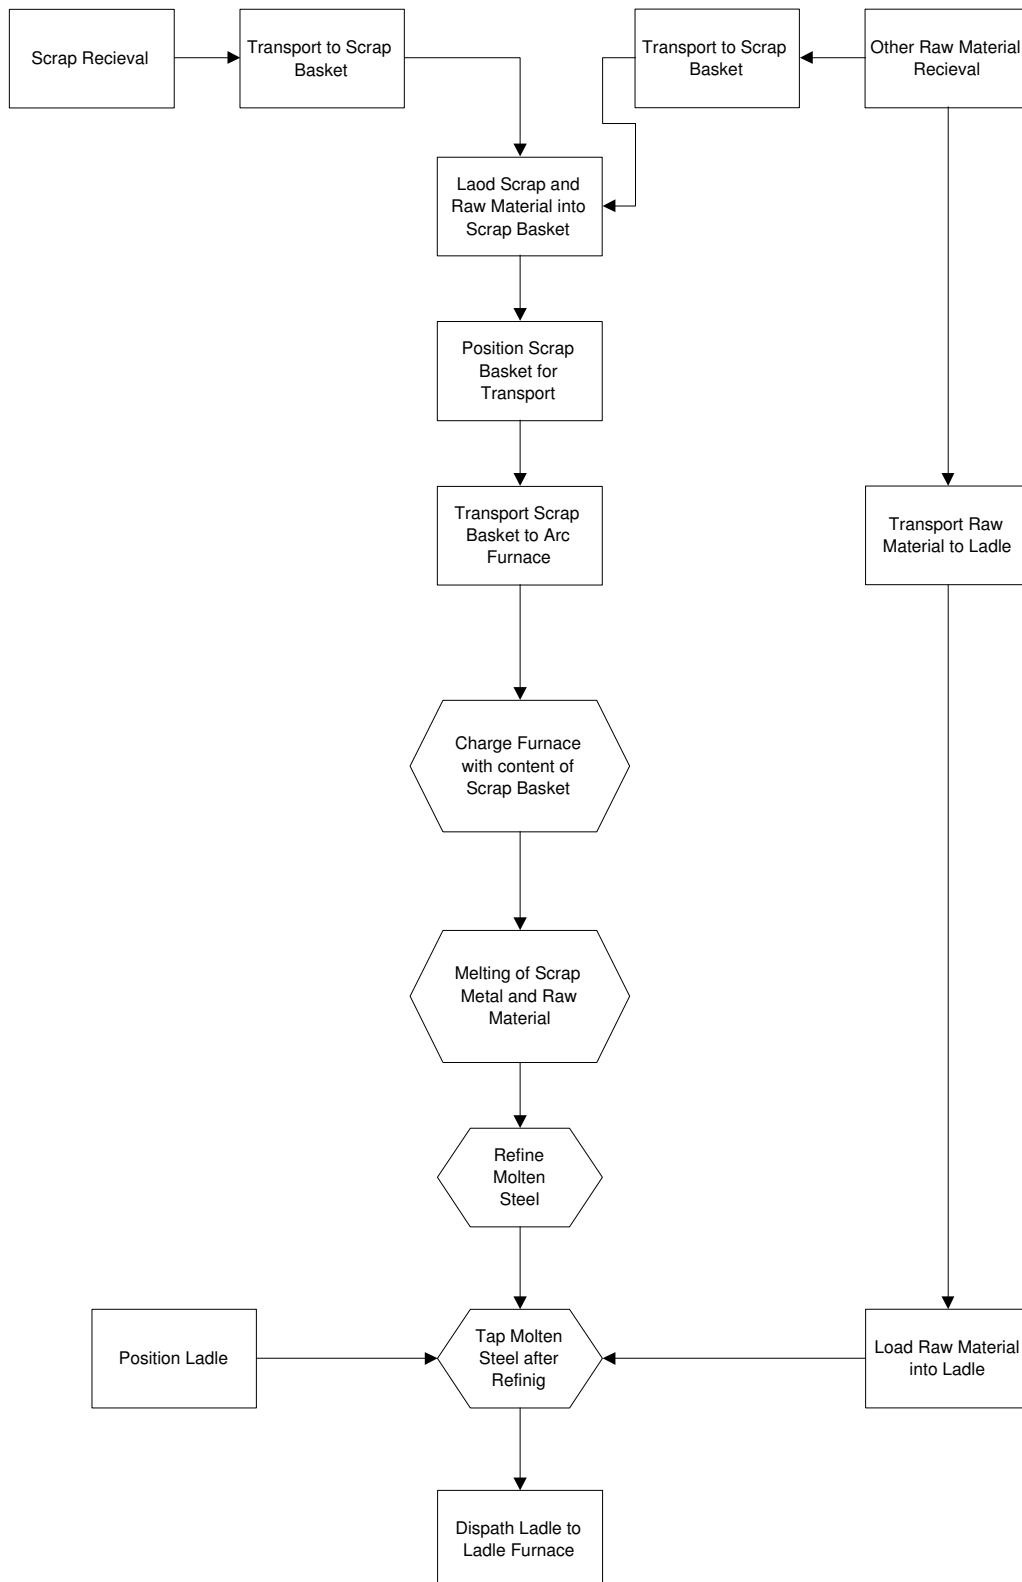 Scrap Recieval
Transport to Scrap
Basket
Transport to Scrap
Basket
Other Raw Material
Recieval
Laod Scrap and
Raw Material into
Scrap Basket
Position Scrap
Basket for
Transport
Transport Scrap
Basket to Arc
Furnace
Transport Raw
Material to Ladle
Charge Furnace
with content of
Scrap Basket
Melting of Scrap
Metal and Raw
Material
Refine
Molten
Steel
Position Ladle
Tap Molten
Steel after
Refinig
Load Raw Material
into Ladle
Dispath Ladle to
Ladle Furnace